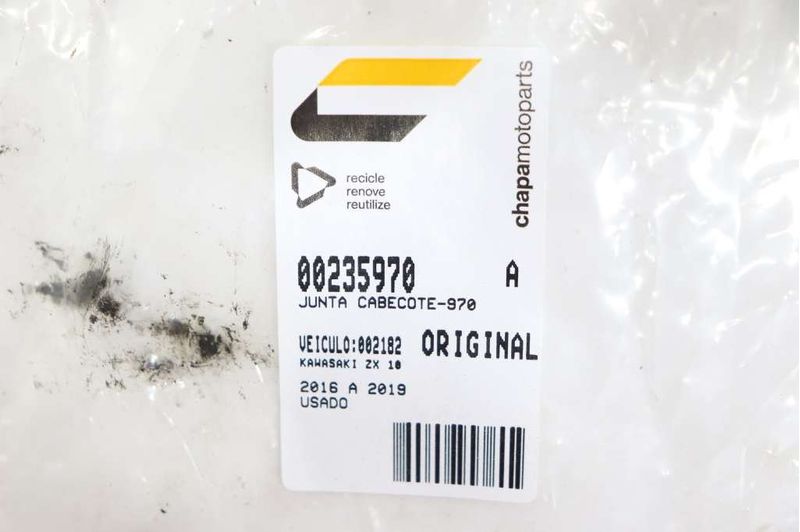 chapamotoparts
recicle
renove
reutilize
00235970 A
JUNTA CABECOTE-970
VEICULO:002182 ORIGINAL
KAWASAKI ZX 10
2016 A 2019
USADO